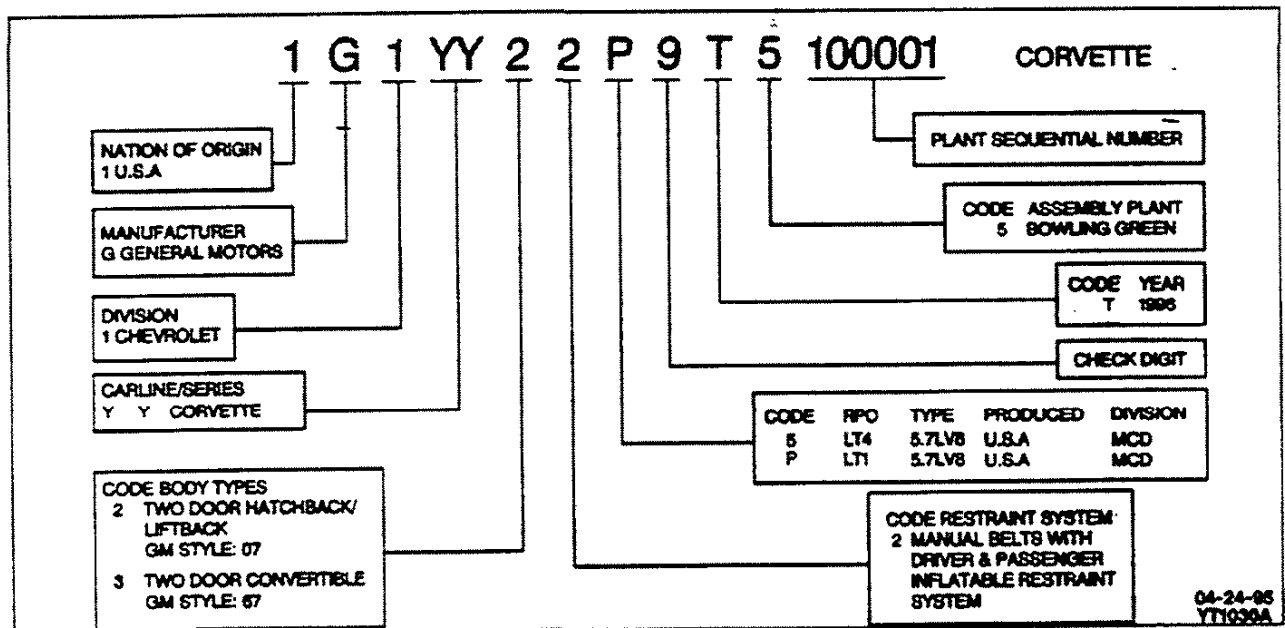 1 G 1 YY 2 2 P 9 T 5 100001 CORVETTE
NATION OF ORIGIN
1 U.S.A
MANUFACTURER
G GENERAL MOTORS
DIVISION
1 CHEVROLET
CARLINE/SERIES
Y Y CORVETTE
CODE BODY TYPES
2 TWO DOOR HATCHBACK/
LIFTBACK
GM STYLE: 07
3 TWO DOOR CONVERTIBLE
GM STYLE: 67
PLANT SEQUENTIAL NUMBER
CODE ASSEMBLY PLANT
5 BOWLING GREEN
CODE YEAR
T 1996
CHECK DIGIT
CODE RPO TYPE PRODUCED DIVISION
5 LT4 5.7LV8 U.S.A MCD
P LT1 5.7LV8 U.S.A MCD
CODE RESTRAINT SYSTEM
2 MANUAL BELTS WITH
DRIVER & PASSENGER
INFLATABLE RESTRAINT
SYSTEM
04-24-95
YT1030A